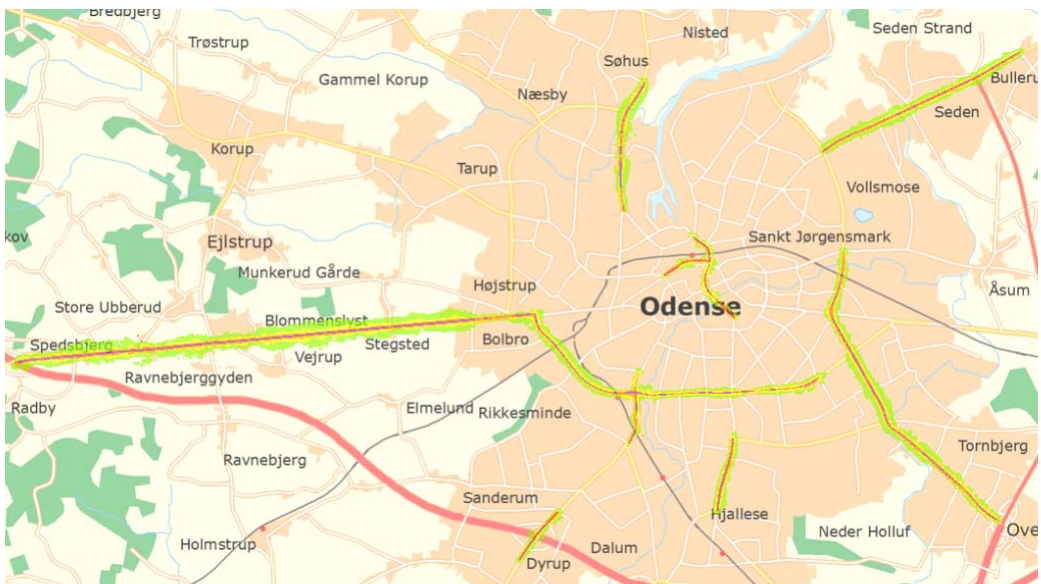 Bredbjerg
Trøstrup
Gammel Korup
Søhus
Nisted
Seden Strand
Næsby
Bulleru
Seden
Korup
Tarup
Vollsmose
kov
Ejlstrup
Sankt Jørgensmark
Munkerud Gårde
Højstrup
Åsum
Store Ubberud
Odense
Blommenslyst
Spedsbjerg
Vejrup
Stegsted
Bolbro
Ravnebjerggyden
Radby
Elmelund
Rikkesminde
Tornbjerg
Ravnebjerg
Sanderum
Hjallese
Ove
Neder Holluf
Holmstrup
Dalum
Dyrup